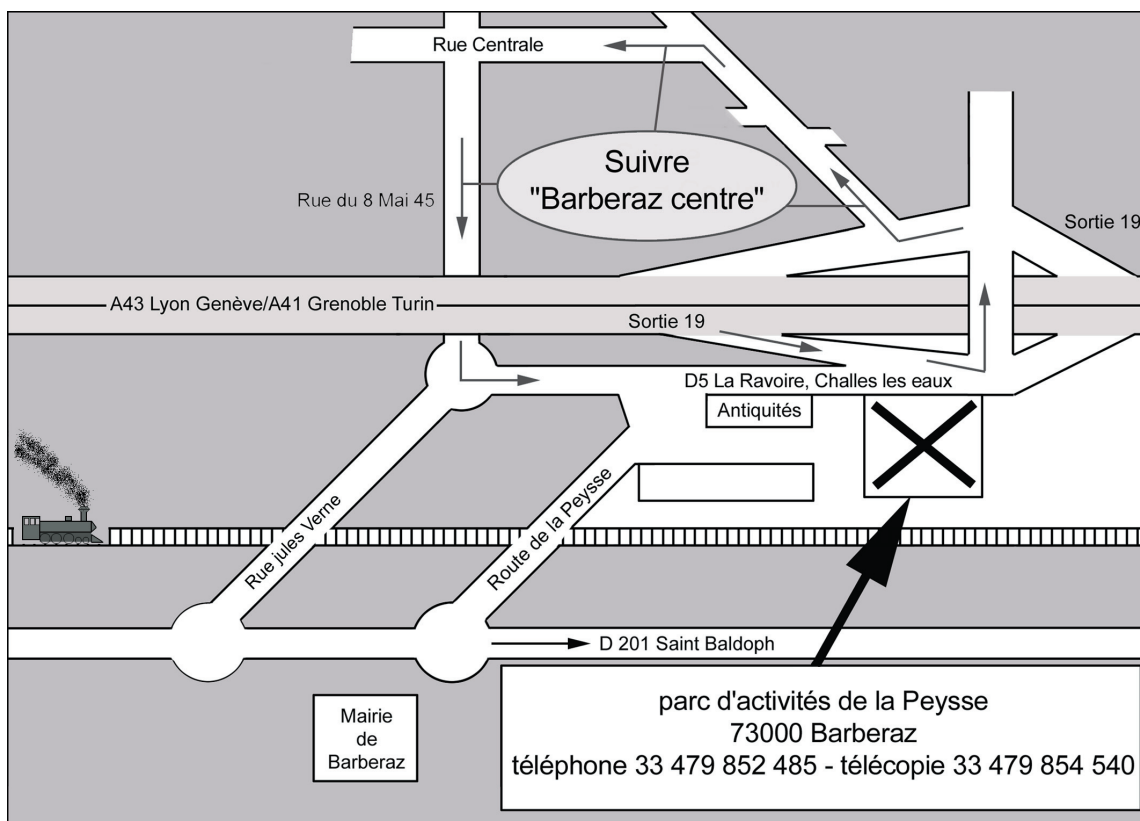 Rue Centrale
Suivre
"Barberaz centre"
Rue du 8 Mai 45
Sortie 19
A43 Lyon Genève/A41 Grenoble Turin
Sortie 19
D5 La Ravoire, Challes les eaux
Antiquités
Rue jules Verne
Route de la Peysse
D 201 Saint Baldoph
Mairie
de
Barberaz
parc d'activités de la Peysse
73000 Barberaz
téléphone 33 479 852 485 - télécopie 33 479 854 540